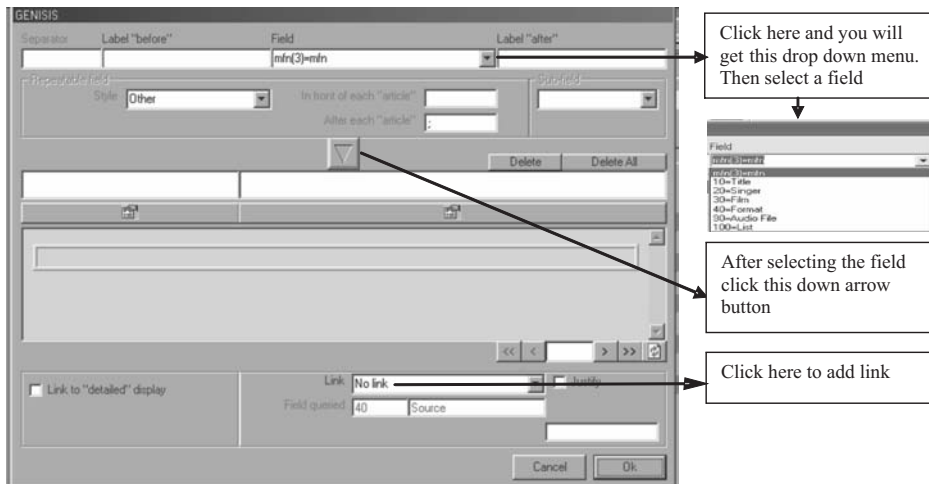 GENISIS
Separator Label "before" Field Label "after"
mfn(3)=mfn
Repeatable field Sub-field
Style Other In front of each "article"
After each "article" ;
Delete Delete All
<< < > >>
Link to "detailed" display
Link No link Justify
Field queried 40 Source
Cancel Ok
Click here and you will
get this drop down menu.
Then select a field
Field
mfn(3)=mfn
mfn(3)=mfn
10=Title
20=Singer
30=Film
40=Format
90=Audio File
100=List
After selecting the field
click this down arrow
button
Click here to add link